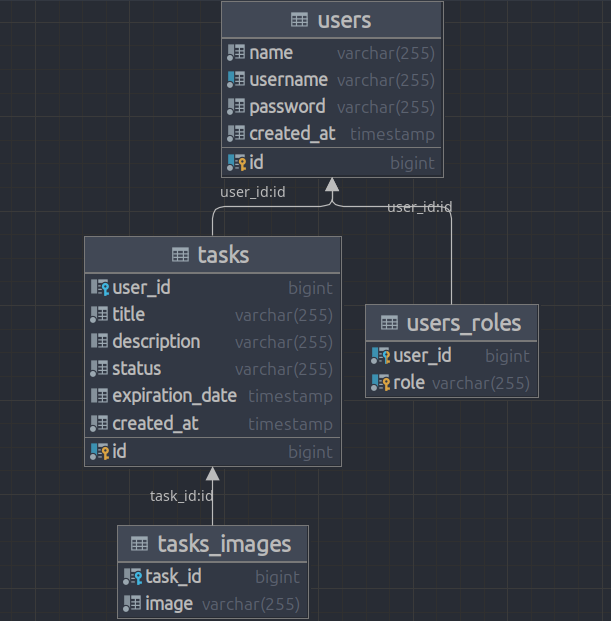 users
name varchar(255)
username varchar(255)
password varchar(255)
created_at timestamp
id bigint
user_id:id
user_id:id
tasks
user_id bigint
title varchar(255)
description varchar(255)
status varchar(255)
expiration_date timestamp
created_at timestamp
id bigint
users_roles
user_id bigint
role varchar(255)
task_id:id
tasks_images
task_id bigint
image varchar(255)